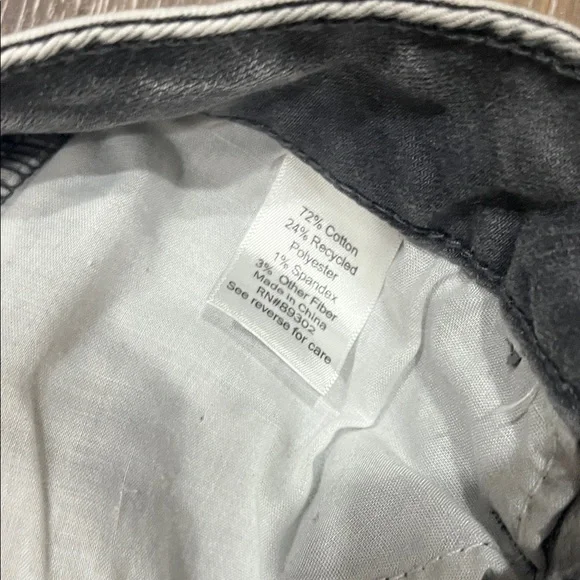 72% Cotton
24% Recycled
Polyester
1% Spandex
3% Other Fiber
Made in China
RN#89302
See reverse for care